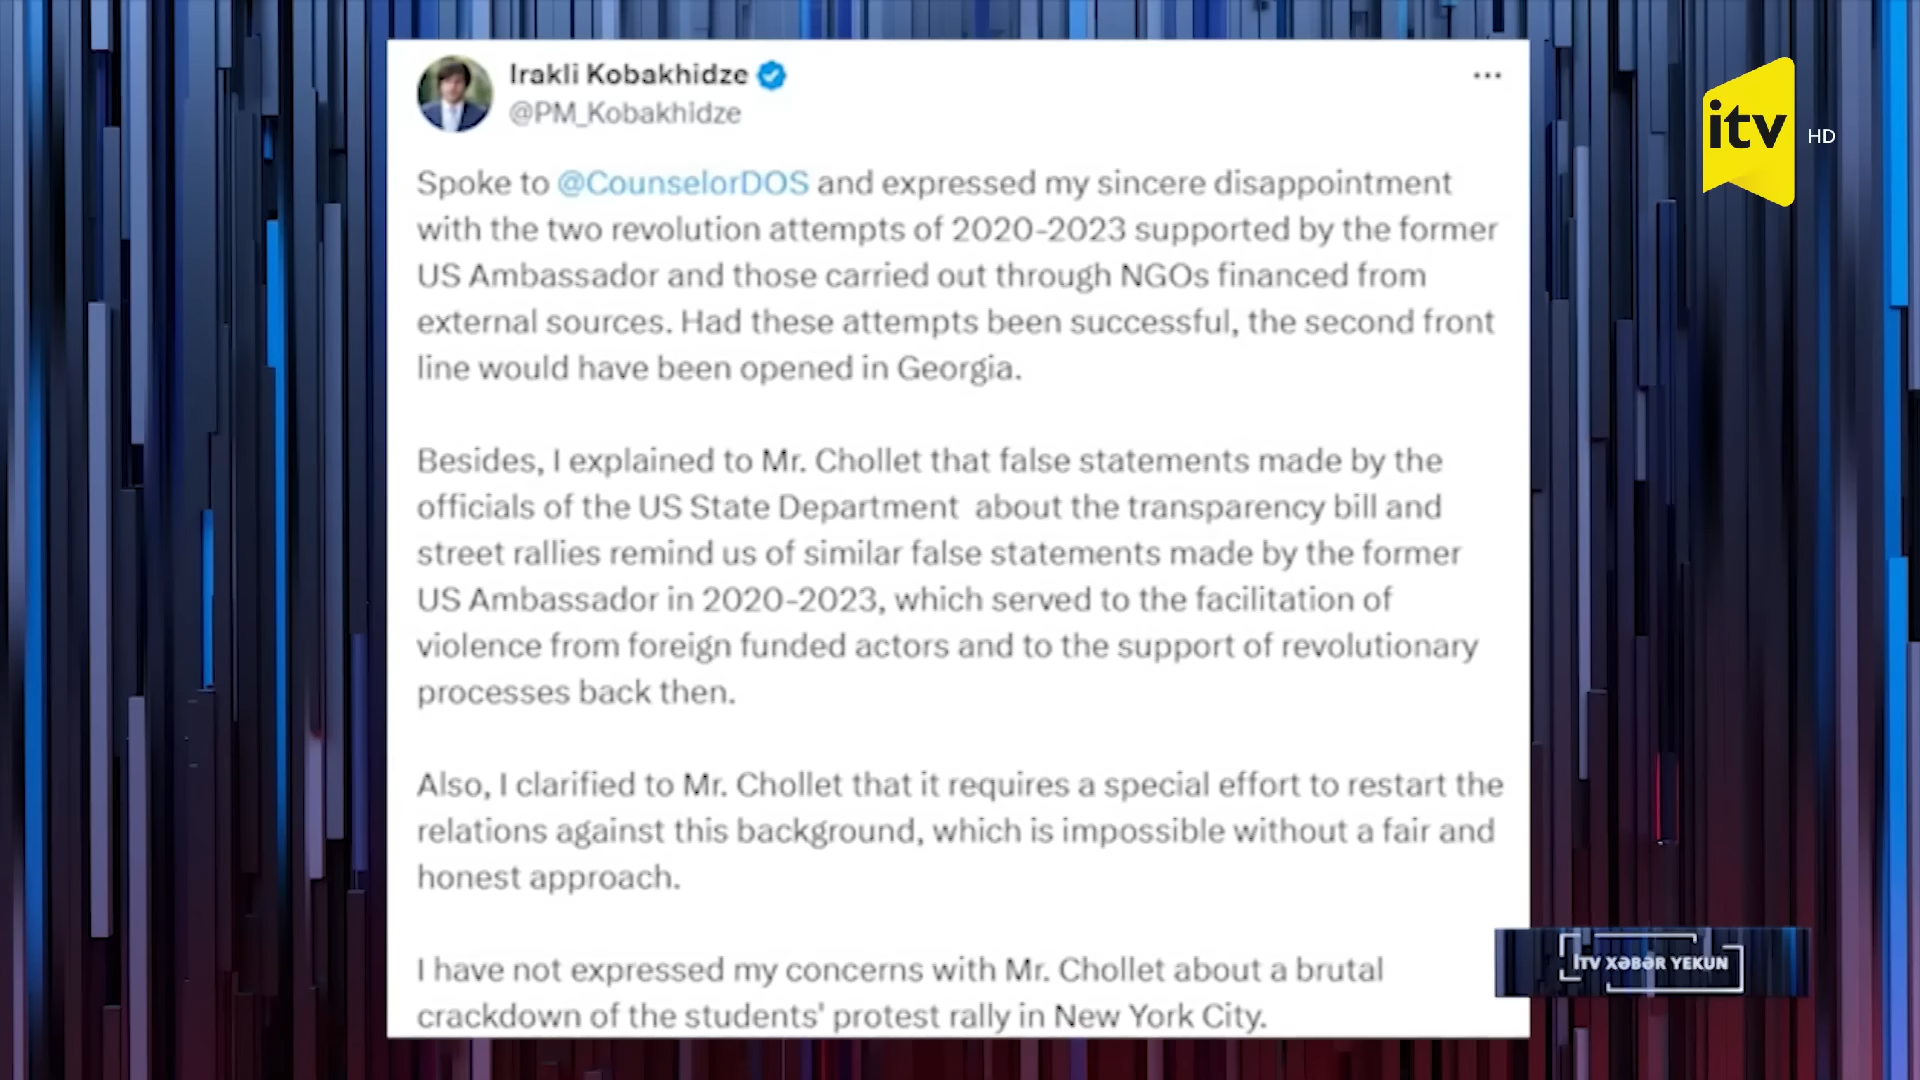 Irakli Kobakhidze
@PM_Kobakhidze
Spoke to @CounselorDOS and expressed my sincere disappointment
with the two revolution attempts of 2020-2023 supported by the former
US Ambassador and those carried out through NGOs financed from
external sources. Had these attempts been successful, the second front
line would have been opened in Georgia.
Besides, I explained to Mr. Chollet that false statements made by the
officials of the US State Department about the transparency bill and
street rallies remind us of similar false statements made by the former
US Ambassador in 2020-2023, which served to the facilitation of
violence from foreign funded actors and to the support of revolutionary
processes back then.
Also, I clarified to Mr. Chollet that it requires a special effort to restart the
relations against this background, which is impossible without a fair and
honest approach.
I have not expressed my concerns with Mr. Chollet about a brutal
crackdown of the students' protest rally in New York City.
itv HD
İTV XƏBƏR YEKUN